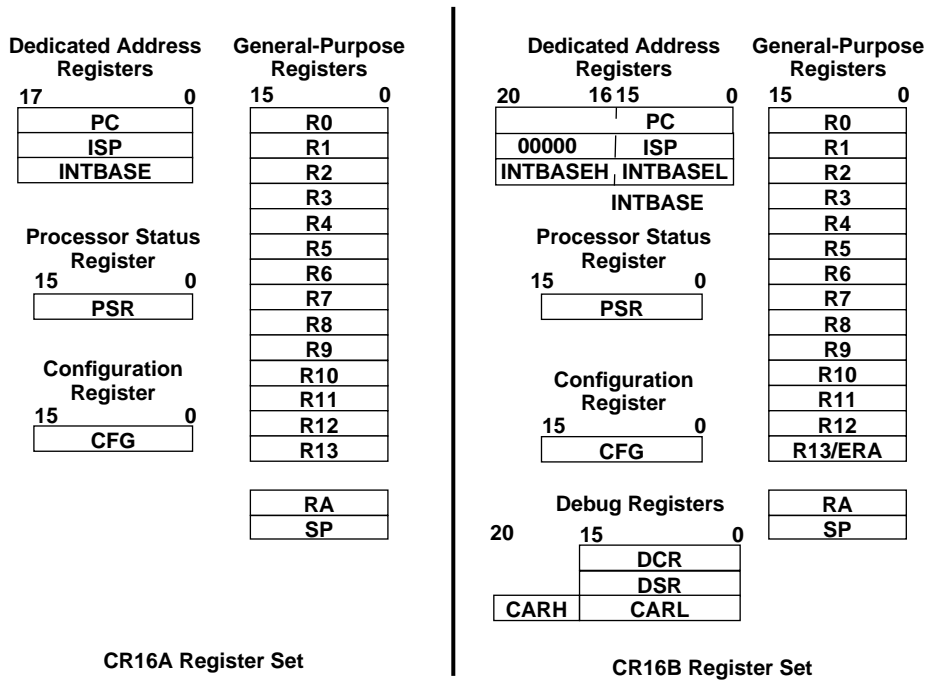 Dedicated Address
Registers
17 0
PC
ISP
INTBASE
Processor Status
Register
15 0
PSR
Configuration
Register
15 0
CFG
General-Purpose
Registers
15 0
R0
R1
R2
R3
R4
R5
R6
R7
R8
R9
R10
R11
R12
R13
RA
SP
CR16A Register Set
Dedicated Address
Registers
20 16 15 0
PC
00000 ISP
INTBASEH INTBASEL
INTBASE
Processor Status
Register
15 0
PSR
Configuration
Register
15 0
CFG
Debug Registers
20 15 0
DCR
DSR
CARH CARL
General-Purpose
Registers
15 0
R0
R1
R2
R3
R4
R5
R6
R7
R8
R9
R10
R11
R12
R13/ERA
RA
SP
CR16B Register Set